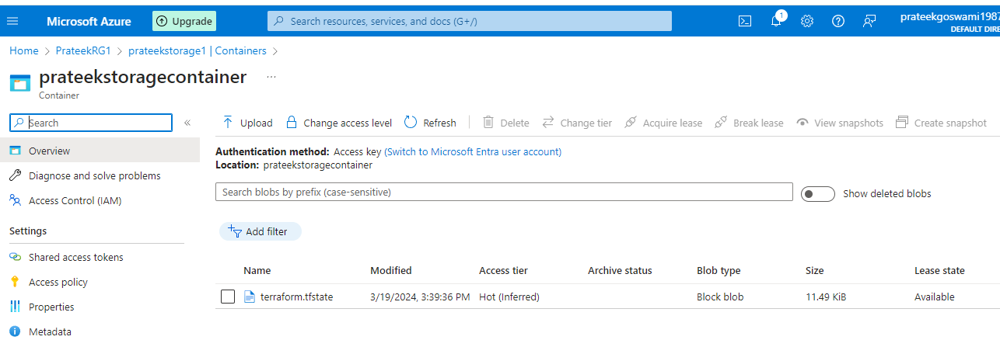 Microsoft Azure Upgrade Search resources, services, and docs (G+/) 1 prateekgoswami1987
DEFAULT DIRE
Home > PrateekRG1 > prateekstorage1 | Containers >
prateekstoragecontainer ...
Container
Search «
Upload Change access level Refresh Delete Change tier Acquire lease Break lease View snapshots Create snapshot
Overview
Diagnose and solve problems
Access Control (IAM)
Settings
Shared access tokens
Access policy
Properties
Metadata
Authentication method: Access key (Switch to Microsoft Entra user account)
Location: prateekstoragecontainer
Search blobs by prefix (case-sensitive) Show deleted blobs
Add filter
Name Modified Access tier Archive status Blob type Size Lease state
terraform.tfstate 3/19/2024, 3:39:36 PM Hot (Inferred) Block blob 11.49 KiB Available